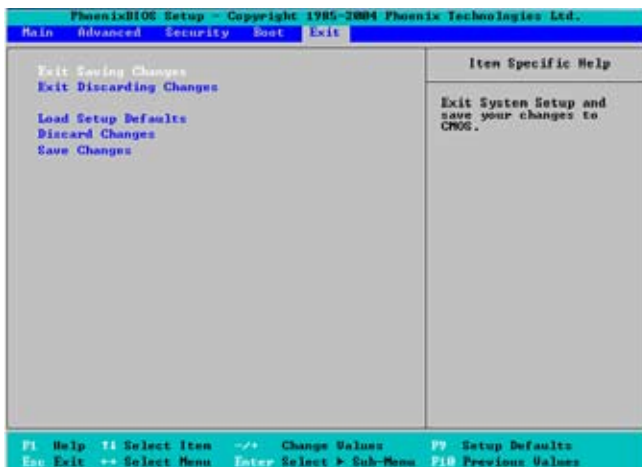 PhoenixBIOS Setup - Copyright 1985-2004 Phoenix Technologies Ltd.
Main Advanced Security Boot Exit
Exit Saving Changes
Exit Discarding Changes
Load Setup Defaults
Discard Changes
Save Changes
Item Specific Help
Exit System Setup and
save your changes to
CMOS.
F1 Help ↑↓ Select Item -/+ Change Values F9 Setup Defaults
Esc Exit ↔ Select Menu Enter Select ▶ Sub-Menu F10 Previous Values